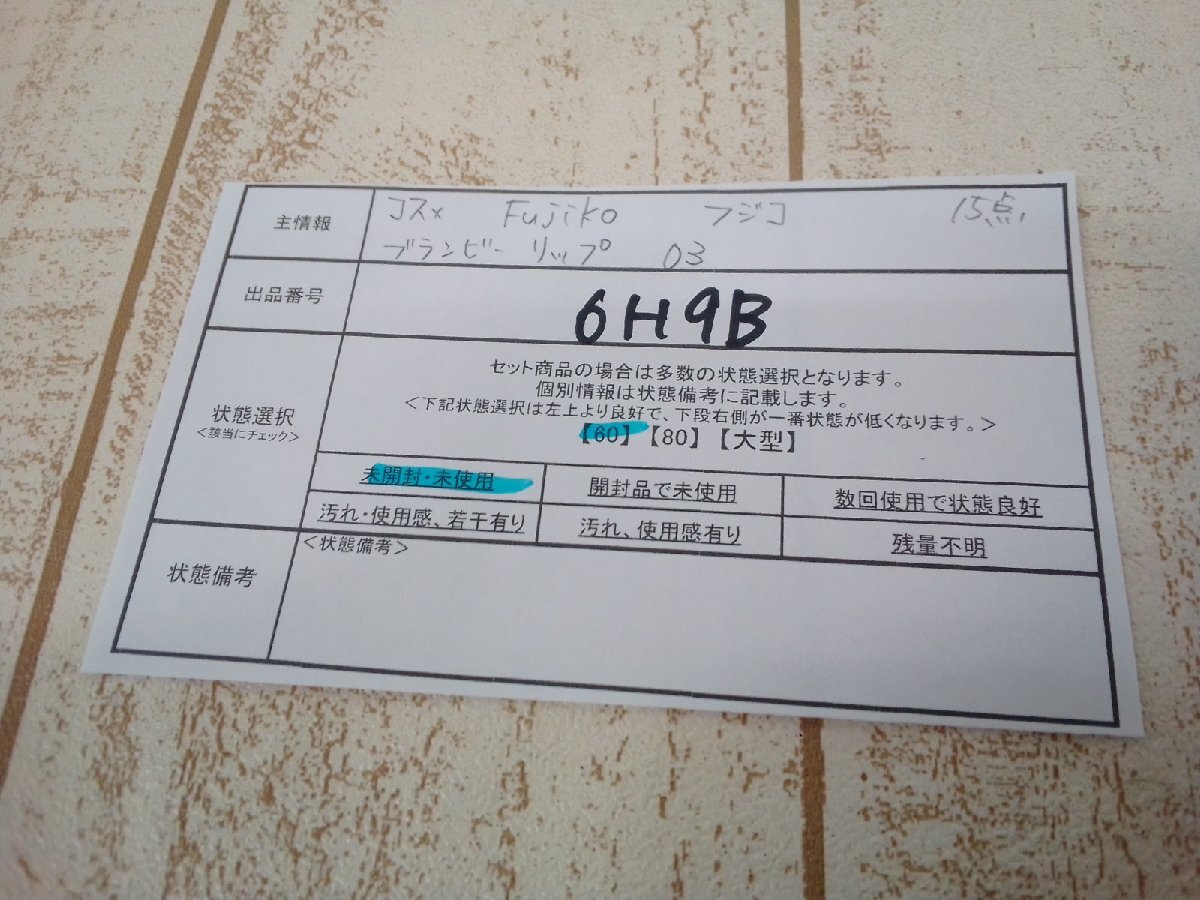 主情報
コスメ Fujiko フジコ 15点
ブランビー リップ 03
出品番号
6H9B
状態選択
<該当にチェック>
セット商品の場合は多数の状態選択となります。
個別情報は状態備考に記載します。
<下記状態選択は左上より良好で、下段右側が一番状態が低くなります。>
【60】【80】【大型】
未開封・未使用 開封品で未使用 数回使用で状態良好
汚れ・使用感、若干有り 汚れ、使用感有り 残量不明
状態備考
<状態備考>